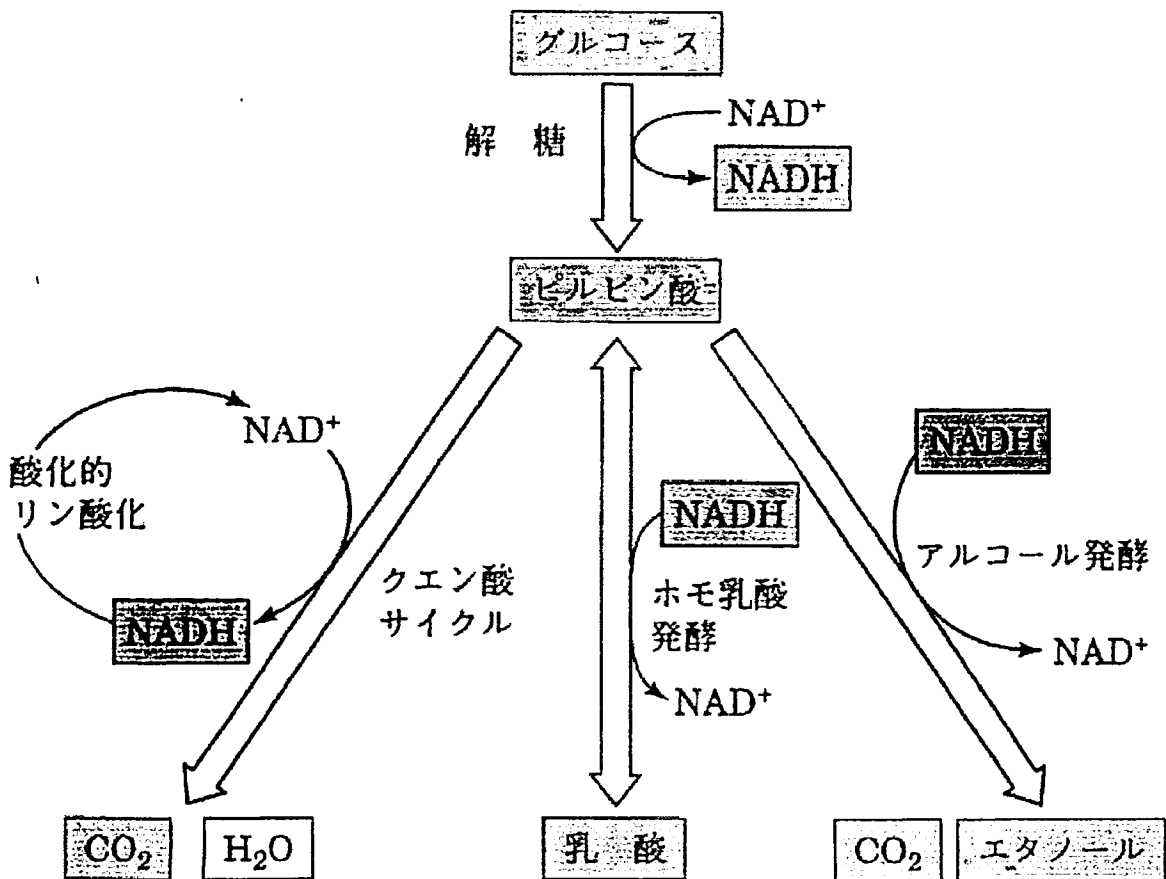 グルコース
解 糖
NAD⁺
NADH
ピルビン酸
NAD⁺
酸化的
リン酸化
NADH
クエン酸
サイクル
NADH
ホモ乳酸
発酵
NAD⁺
NADH
アルコール発酵
NAD⁺
CO₂
H₂O
乳 酸
CO₂
エタノール